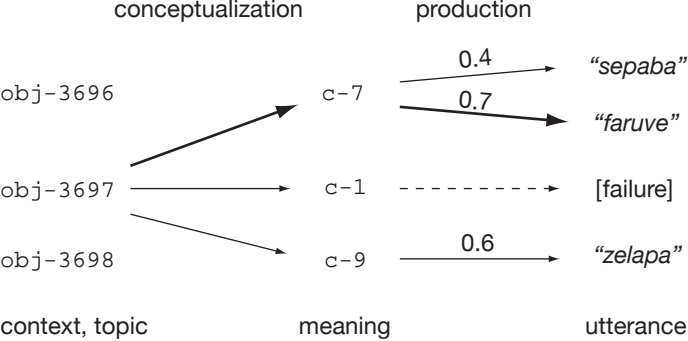 conceptualization production
0.4 “sepaba”
obj-3696 c-7
0.7 “faruve”
obj-3697 c-1 [failure]
obj-3698 c-9 0.6 “zelapa”
context, topic meaning utterance